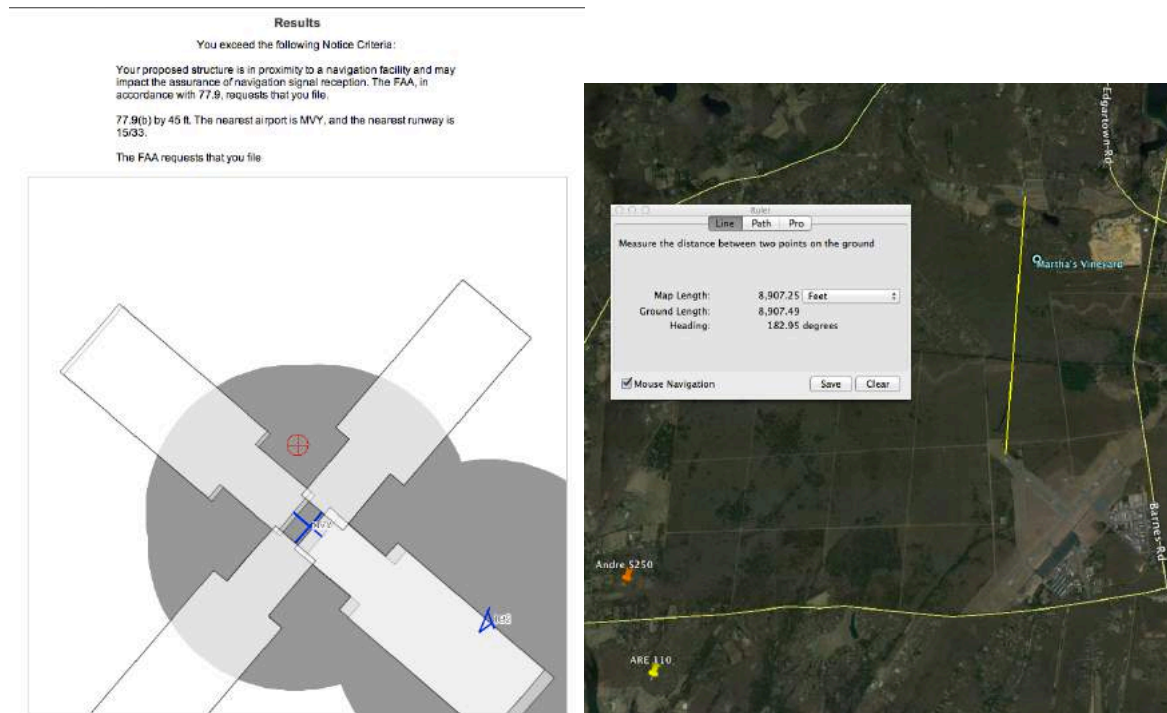 Results
You exceed the following Notice Criteria:
Your proposed structure is in proximity to a navigation facility and may
impact the assurance of navigation signal reception. The FAA, in
accordance with 77.9, requests that you file.
77.9(b) by 45 ft. The nearest airport is MVY, and the nearest runway is
15/33.
The FAA requests that you file
MVY
Edgartown-Rd
Ruler
Line Path Pro
Measure the distance between two points on the ground
Map Length: 8,907.25 Feet
Ground Length: 8,907.49
Heading: 182.95 degrees
Mouse Navigation Save Clear
Martha's Vineyard
Barnes-Rd
Andre S250
ARE 110